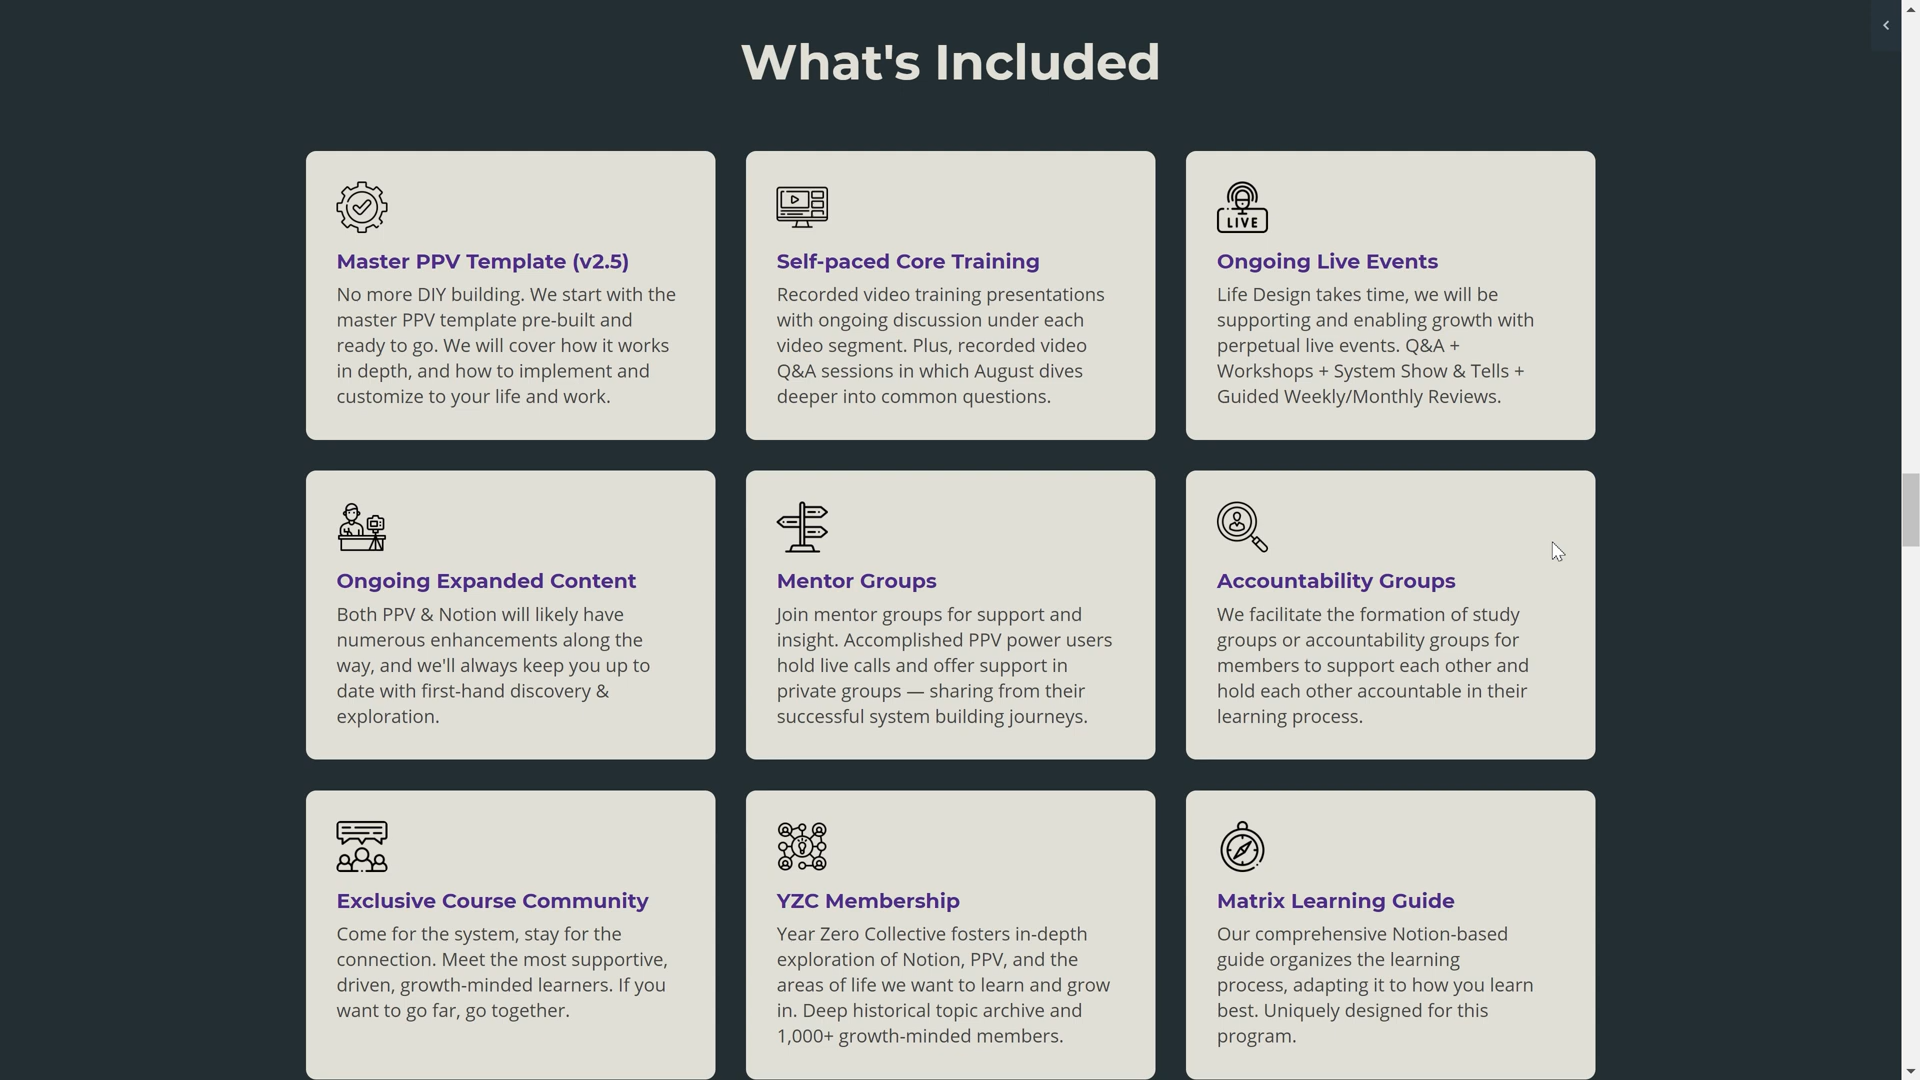 What's Included
Master PPV Template (v2.5)
No more DIY building. We start with the
master PPV template pre-built and
ready to go. We will cover how it works
in depth, and how to implement and
customize to your life and work.
Self-paced Core Training
Recorded video training presentations
with ongoing discussion under each
video segment. Plus, recorded video
Q&A sessions in which August dives
deeper into common questions.
LIVE
Ongoing Live Events
Life Design takes time, we will be
supporting and enabling growth with
perpetual live events. Q&A +
Workshops + System Show & Tells +
Guided Weekly/Monthly Reviews.
Ongoing Expanded Content
Both PPV & Notion will likely have
numerous enhancements along the
way, and we'll always keep you up to
date with first-hand discovery &
exploration.
Mentor Groups
Join mentor groups for support and
insight. Accomplished PPV power users
hold live calls and offer support in
private groups — sharing from their
successful system building journeys.
Accountability Groups
We facilitate the formation of study
groups or accountability groups for
members to support each other and
hold each other accountable in their
learning process.
Exclusive Course Community
Come for the system, stay for the
connection. Meet the most supportive,
driven, growth-minded learners. If you
want to go far, go together.
YZC Membership
Year Zero Collective fosters in-depth
exploration of Notion, PPV, and the
areas of life we want to learn and grow
in. Deep historical topic archive and
1,000+ growth-minded members.
Matrix Learning Guide
Our comprehensive Notion-based
guide organizes the learning
process, adapting it to how you learn
best. Uniquely designed for this
program.